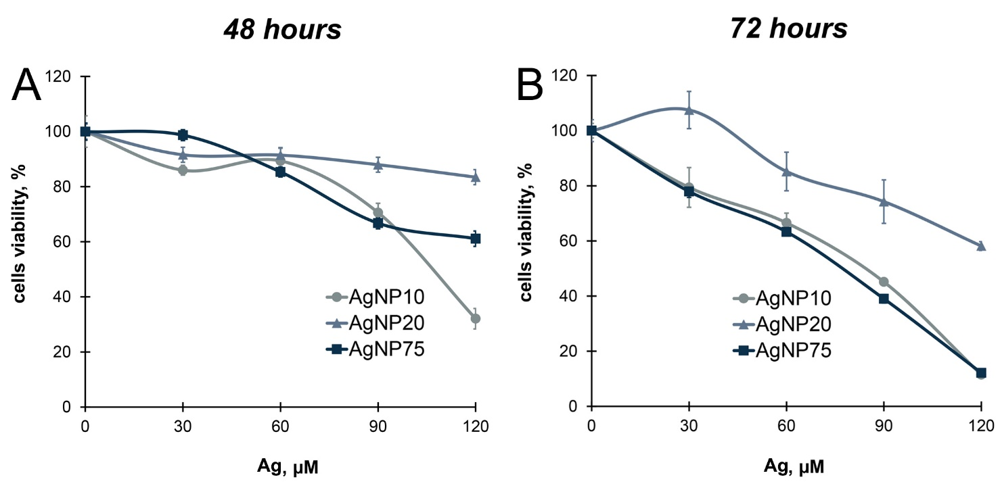 48 hours
A
120
100
80
60
40
20
0
cells viability, %
AgNP10
AgNP20
AgNP75
0 30 60 90 120
Ag, µM
72 hours
B
120
100
80
60
40
20
0
cells viability, %
AgNP10
AgNP20
AgNP75
0 30 60 90 120
Ag, µM